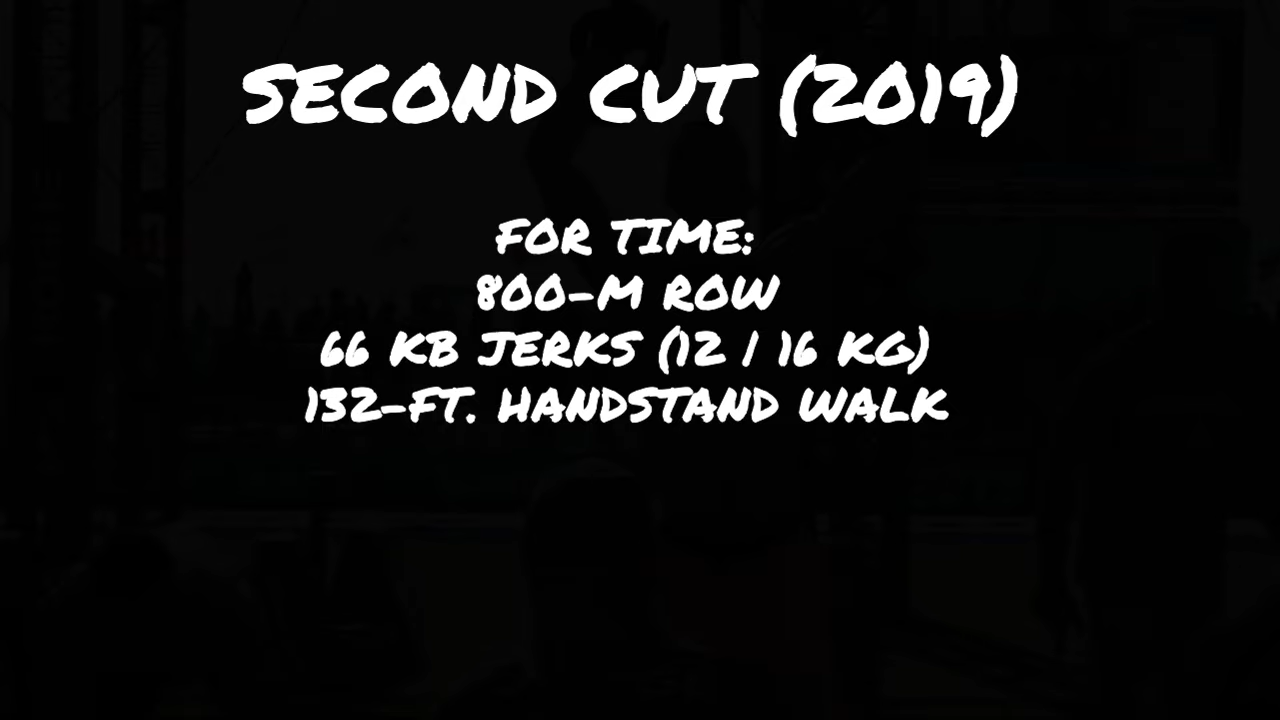 SECOND CUT (2019)
FOR TIME:
800-M ROW
66 KB JERKS (12 / 16 KG)
132-FT. HANDSTAND WALK